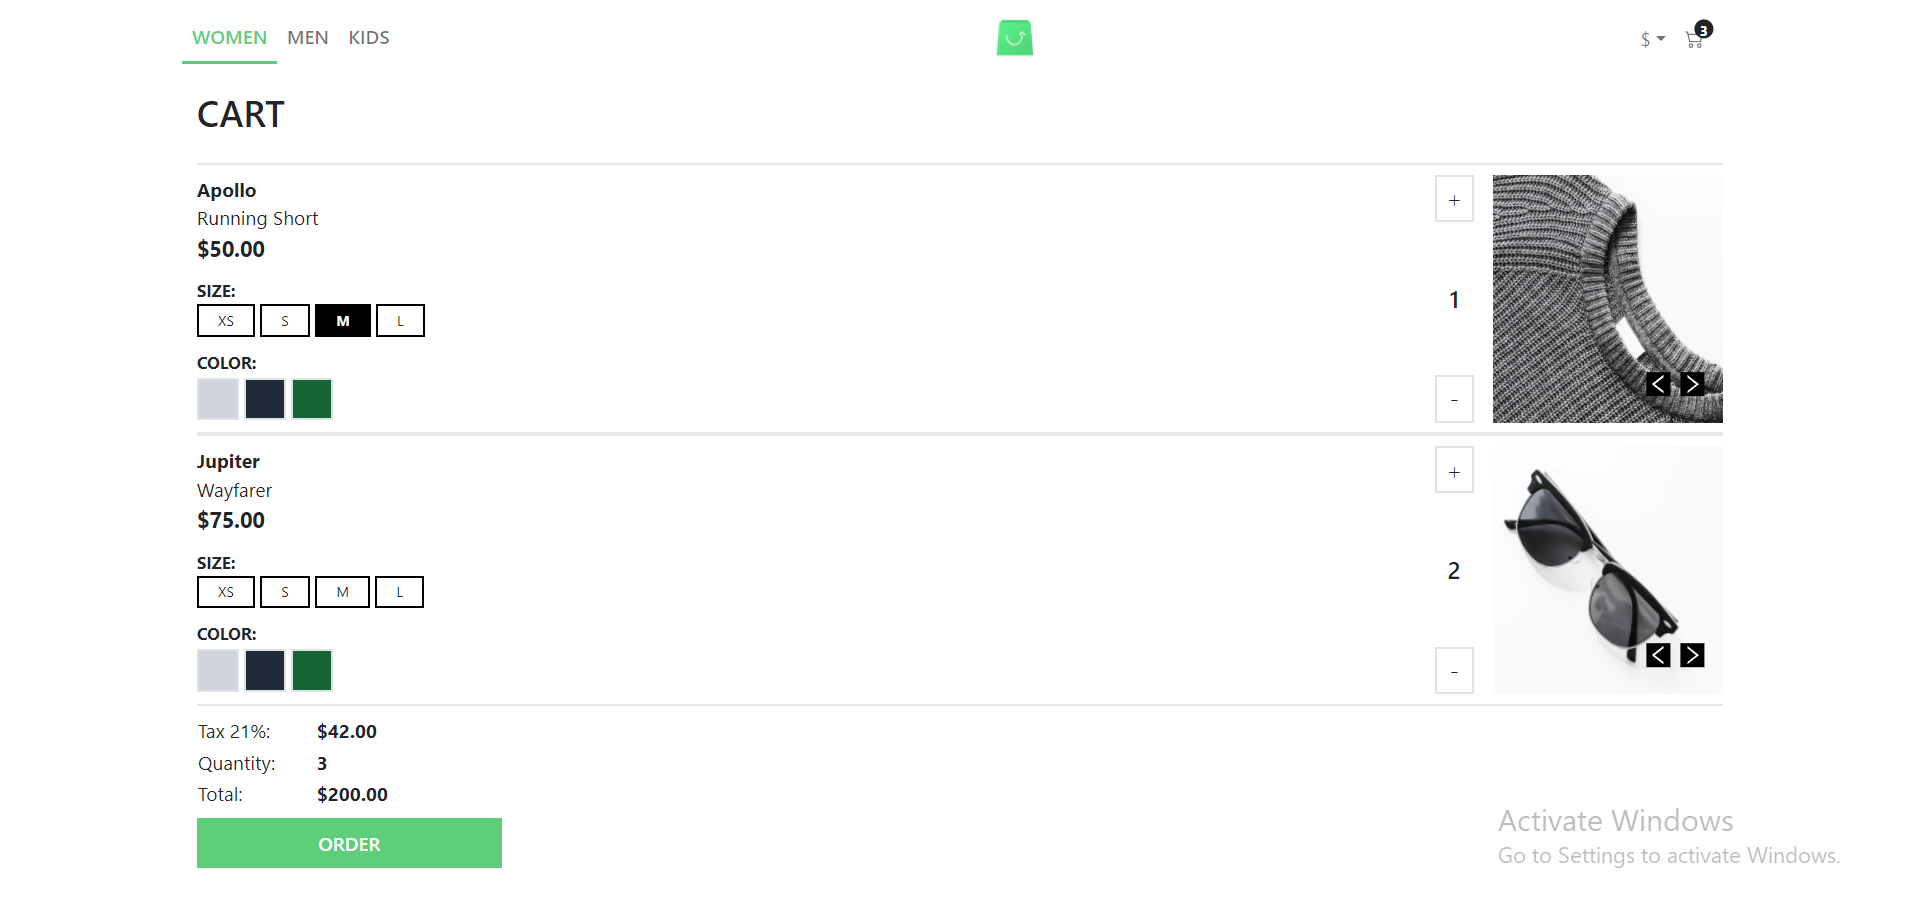 WOMEN MEN KIDS $ 3
CART
Apollo
Running Short
$50.00
SIZE:
XS S M L
COLOR:
+
1
-
Jupiter
Wayfarer
$75.00
SIZE:
XS S M L
COLOR:
+
2
-
Tax 21%: $42.00
Quantity: 3
Total: $200.00
ORDER
Activate Windows
Go to Settings to activate Windows.